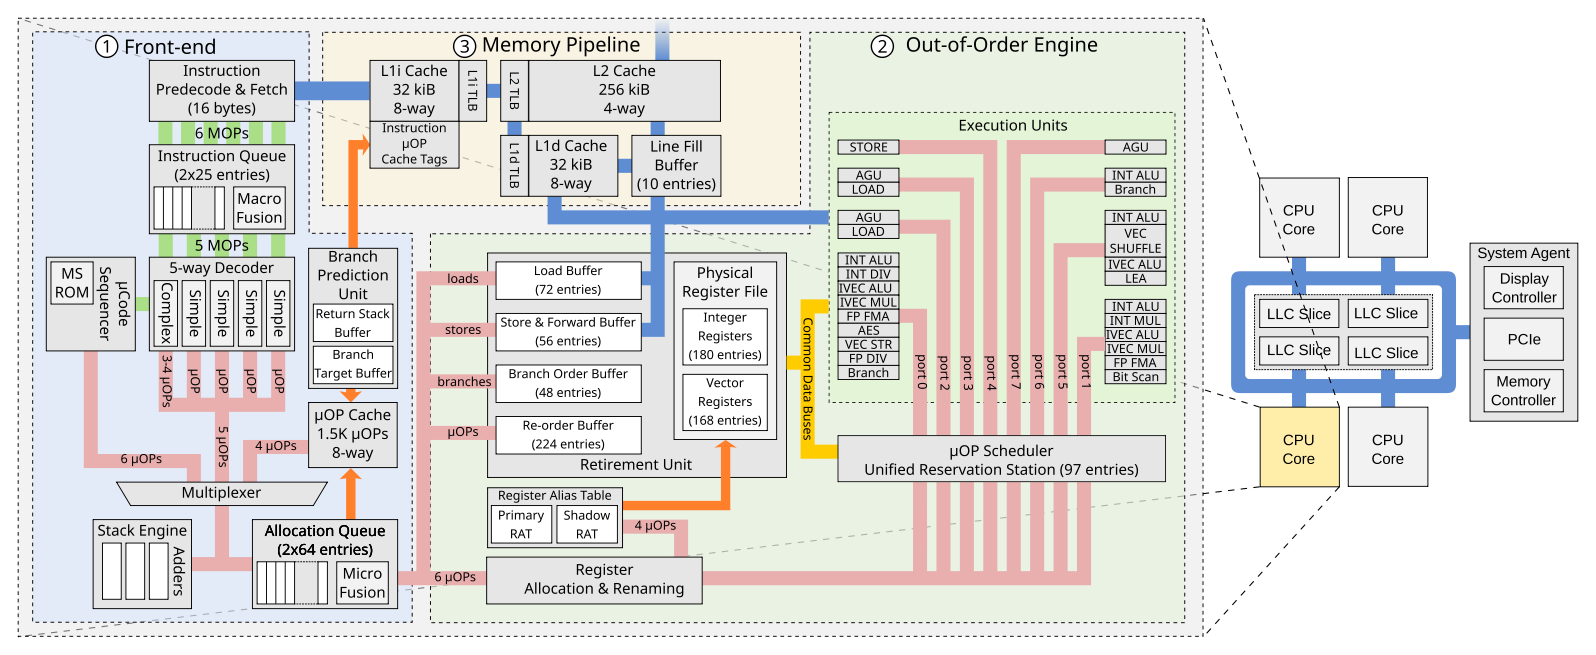 1 Front-end
Instruction
Predecode & Fetch
(16 bytes)
6 MOPs
Instruction Queue
(2x25 entries)
Macro
Fusion
5 MOPs
MS
ROM
µCode
Sequencer
5-way Decoder
Complex
Simple
Simple
Simple
Simple
3-4 µOPs
µOP
µOP
µOP
µOP
6 µOPs
5 µOPs
4 µOPs
Multiplexer
Stack Engine
Adders
Allocation Queue
(2x64 entries)
Micro
Fusion
Branch
Prediction
Unit
Return Stack
Buffer
Branch
Target Buffer
µOP Cache
1.5K µOPs
8-way
3 Memory Pipeline
L1i Cache
32 kiB
8-way
L1i TLB
Instruction
µOP
Cache Tags
L2 TLB
L2 Cache
256 kiB
4-way
L1d TLB
L1d Cache
32 kiB
8-way
Line Fill
Buffer
(10 entries)
2 Out-of-Order Engine
loads
stores
branches
µOPs
6 µOPs
Load Buffer
(72 entries)
Store & Forward Buffer
(56 entries)
Branch Order Buffer
(48 entries)
Re-order Buffer
(224 entries)
Retirement Unit
Physical
Register File
Integer
Registers
(180 entries)
Vector
Registers
(168 entries)
Register Alias Table
Primary
RAT
Shadow
RAT
4 µOPs
Register
Allocation & Renaming
Common Data Buses
Execution Units
STORE
AGU
LOAD
AGU
LOAD
INT ALU
INT DIV
IVEC ALU
IVEC MUL
FP FMA
AES
VEC STR
FP DIV
Branch
port 0
port 2
port 3
port 4
port 7
port 6
port 5
port 1
AGU
INT ALU
Branch
INT ALU
VEC
SHUFFLE
IVEC ALU
LEA
INT ALU
INT MUL
IVEC ALU
IVEC MUL
FP FMA
Bit Scan
µOP Scheduler
Unified Reservation Station (97 entries)
CPU
Core
CPU
Core
LLC Slice
LLC Slice
LLC Slice
LLC Slice
CPU
Core
CPU
Core
System Agent
Display
Controller
PCIe
Memory
Controller